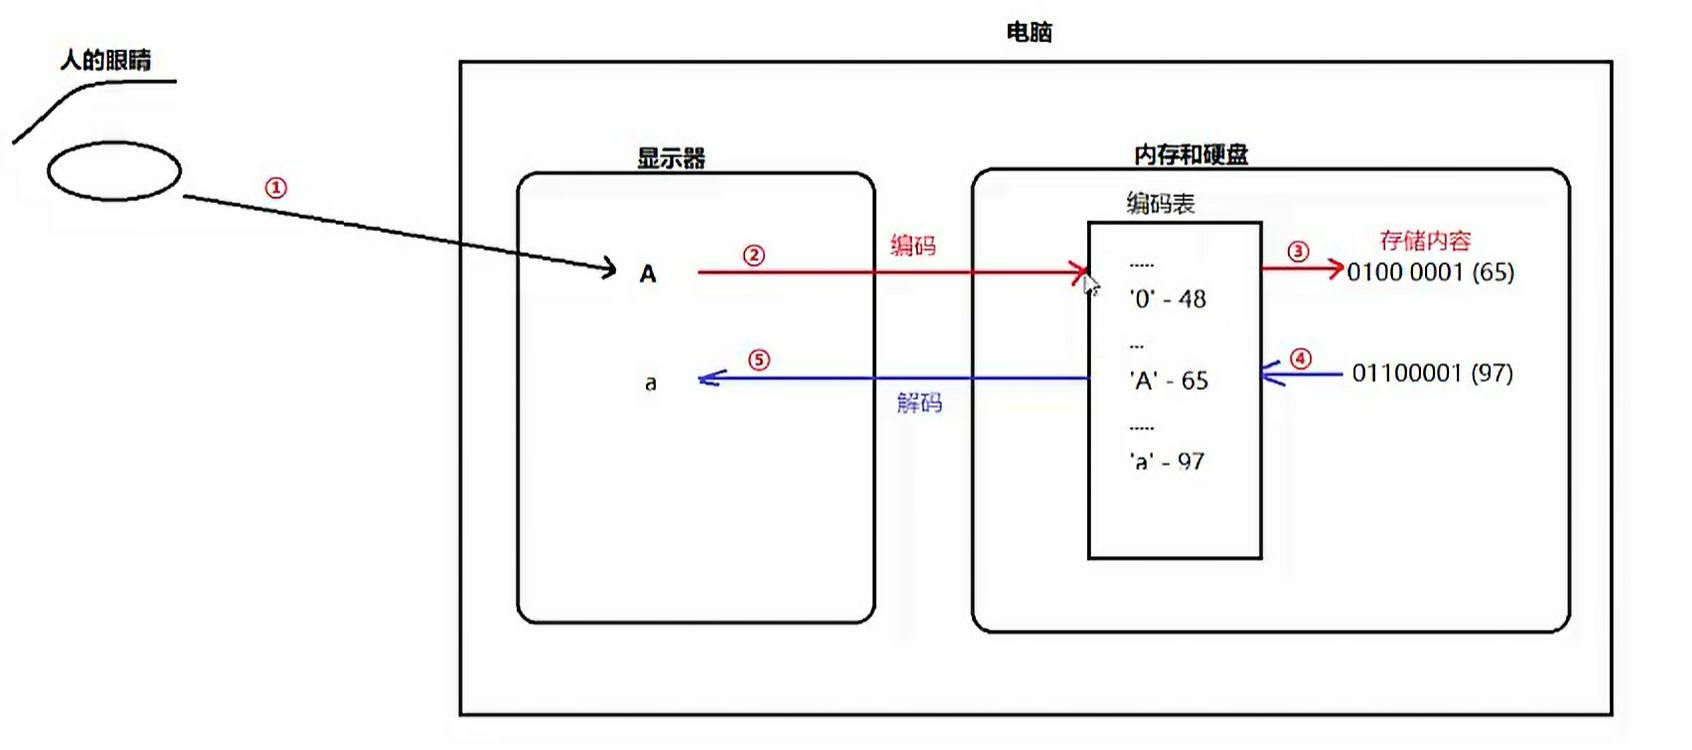 电脑
人的眼睛
显示器
内存和硬盘
编码表
①
②
编码
③
存储内容
A
.....
0100 0001 (65)
'0' - 48
...
⑤
④
a
'A' - 65
01100001 (97)
解码
.....
'a' - 97